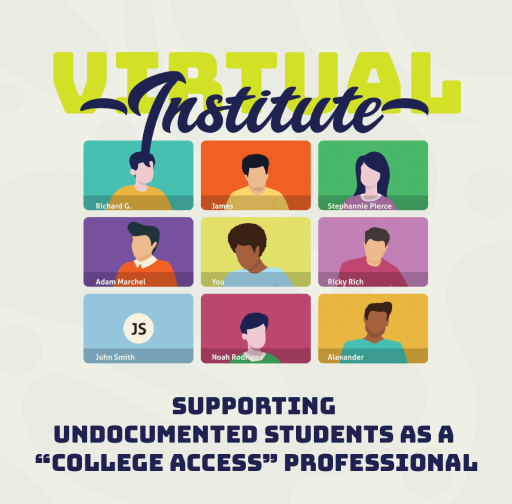 VIRTUAL
Institute
Richard G.
James
Stephannie Pierce
Adam Marchel
You
Ricky Rich
JS
John Smith
Noah Rodrigez
Alexander
SUPPORTING
UNDOCUMENTED STUDENTS AS A
“COLLEGE ACCESS” PROFESSIONAL